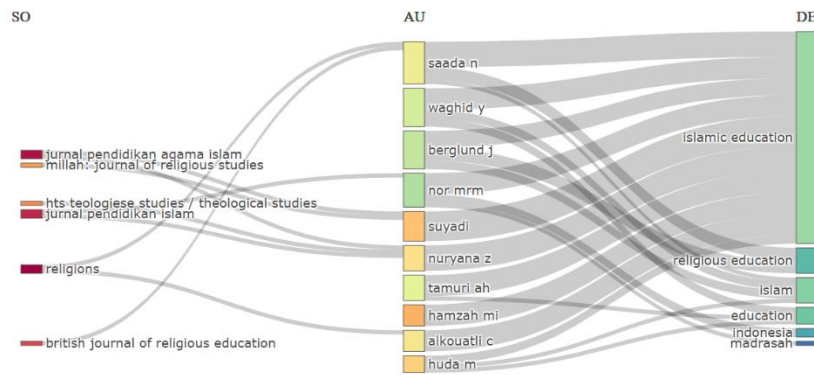 SO
AU
DE
jurnal pendidikan agama islam
millah: journal of religious studies
hts teologiese studies / theological studies
jurnal pendidikan islam
religions
british journal of religious education
saada n
waghid y
berglund j
nor mrm
suyadi
nuryana z
tamuri ah
hamzah mi
alkouatli c
huda m
islamic education
religious education
islam
education
indonesia
madrasah